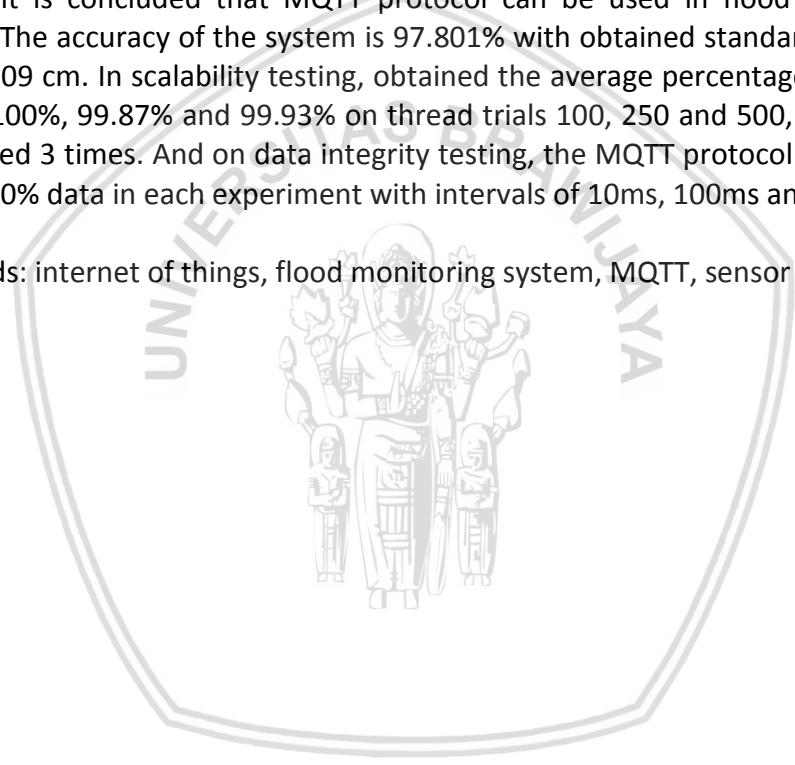 it is concluded that MQTT protocol can be used in flood
The accuracy of the system is 97.801% with obtained standar
09 cm. In scalability testing, obtained the average percentage
100%, 99.87% and 99.93% on thread trials 100, 250 and 500,
ed 3 times. And on data integrity testing, the MQTT protocol
0% data in each experiment with intervals of 10ms, 100ms an
ds: internet of things, flood monitoring system, MQTT, sensor
UNIVERSITAS BRAWIJAYA